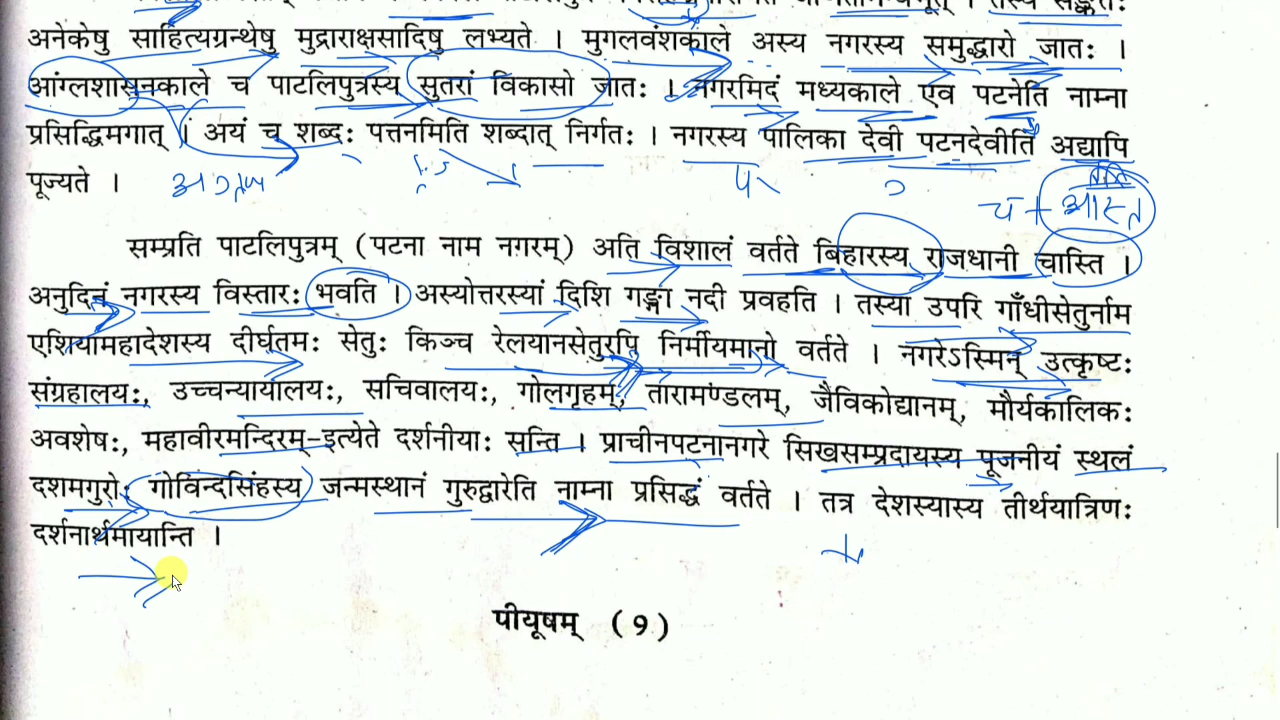 तस्य सङ्केतः
अनेकेषु साहित्यग्रन्थेषु मुद्राराक्षसादिषु लभ्यते । मुगलवंशकाले अस्य नगरस्य समुद्धारो जातः ।
आंग्लशासनकाले च पाटलिपुत्रस्य सुतरां विकासो जातः । नगरमिदं मध्यकाले एव पटनेति नाम्ना
प्रसिद्धिमगात् । अयं च शब्दः पत्तनमिति शब्दात् निर्गतः । नगरस्य पालिका देवी पटनदेवीति अद्यापि
पूज्यते ।
च + आस्त
सम्प्रति पाटलिपुत्रम् (पटना नाम नगरम्) अति विशालं वर्तते बिहारस्य राजधानी चास्ति ।
अनुदिनं नगरस्य विस्तारः भवति । अस्योत्तरस्यां दिशि गङ्गा नदी प्रवहति । तस्या उपरि गाँधीसेतुर्नाम
एशियामहादेशस्य दीर्घतमः सेतुः किञ्च रेलयानसेतुरपि निर्मीयमानो वर्तते । नगरेऽस्मिन् उत्कृष्टः
संग्रहालयः, उच्चन्यायालयः, सचिवालयः, गोलगृहम्, तारामण्डलम्, जैविकोद्यानम्, मौर्यकालिकः
अवशेषः, महावीरमन्दिरम्-इत्येते दर्शनीयाः सन्ति । प्राचीनपटनानगरे सिखसम्प्रदायस्य पूजनीयं स्थलं
दशमगुरोः गोविन्दसिंहस्य जन्मस्थानं गुरुद्वारेति नाम्ना प्रसिद्धं वर्तते । तत्र देशस्यास्य तीर्थयात्रिणः
दर्शनार्थमायान्ति ।
पीयूषम् (9)